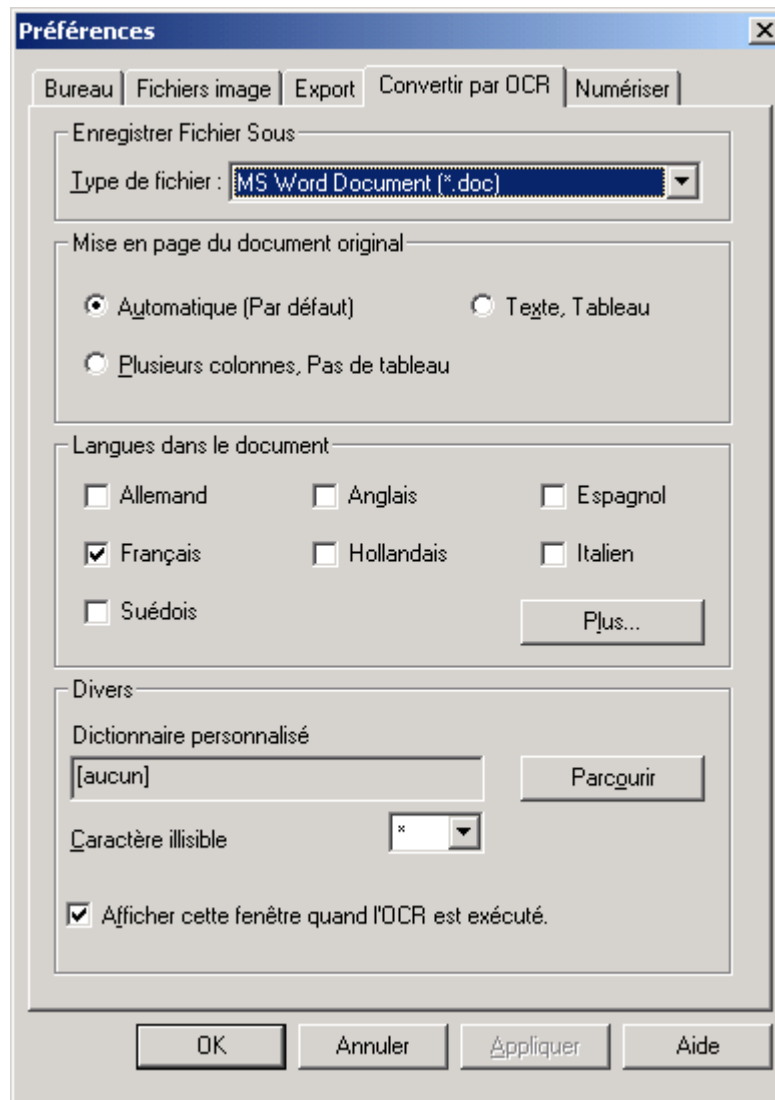 Préférences
Bureau Fichiers image Export Convertir par OCR Numériser
Enregistrer Fichier Sous
Type de fichier : MS Word Document (*.doc)
Mise en page du document original
Automatique (Par défaut) Texte, Tableau
Plusieurs colonnes, Pas de tableau
Langues dans le document
Allemand Anglais Espagnol
Français Hollandais Italien
Suédois Plus...
Divers
Dictionnaire personnalisé
[aucun] Parcourir
Caractère illisible *
Afficher cette fenêtre quand l'OCR est exécuté.
OK Annuler Appliquer Aide